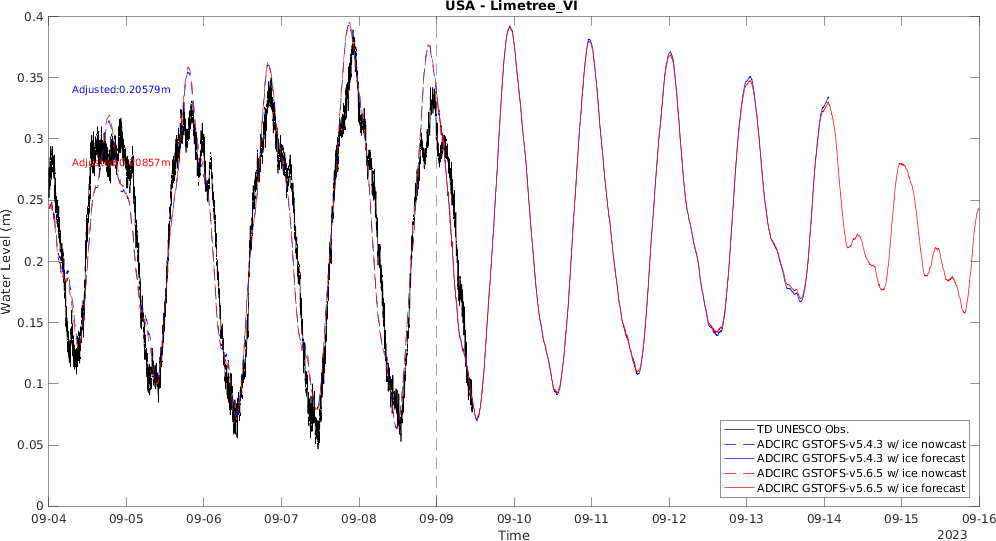 USA - Limetree_VI
0.4
0.35
0.3
0.25
0.2
0.15
0.1
0.05
0
Water Level (m)
Adjusted:0.20579m
09-04
09-05
09-06
09-07
09-08
09-09
09-10
09-11
09-12
09-13
09-14
09-15
09-16
Time
2023
TD UNESCO Obs.
ADCIRC GSTOFS-v5.4.3 w/ ice nowcast
ADCIRC GSTOFS-v5.4.3 w/ ice forecast
ADCIRC GSTOFS-v5.6.5 w/ ice nowcast
ADCIRC GSTOFS-v5.6.5 w/ ice forecast